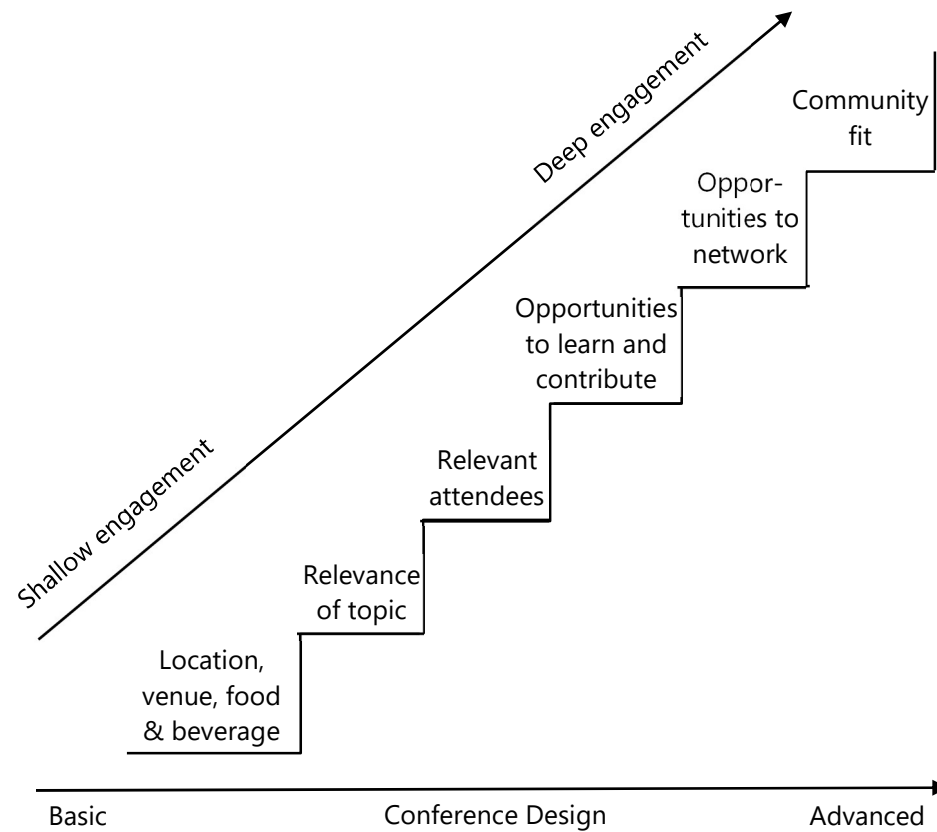 Deep engagement
Community
fit
Oppor-
tunities to
network
Opportunities
to learn and
contribute
Shallow engagement
Relevant
attendees
Relevance
of topic
Location,
venue, food
& beverage
Basic
Conference Design
Advanced